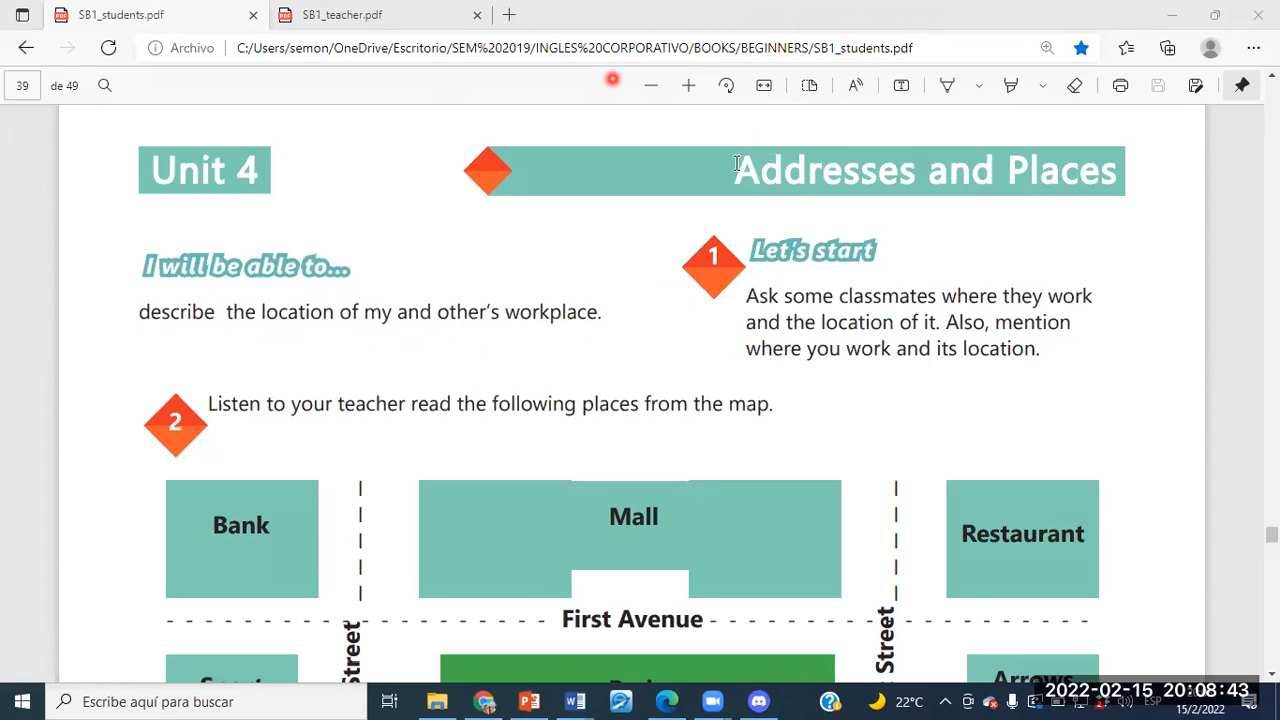 SB1_students.pdf
SB1_teacher.pdf
Archivo
C:/Users/semon/OneDrive/Escritorio/SEM%202019/INGLES%20CORPORATIVO/BOOKS/BEGINNERS/SB1_students.pdf
39
de 49
Unit 4
Addresses and Places
I will be able to...
describe the location of my and other's workplace.
1
Let's start
Ask some classmates where they work
and the location of it. Also, mention
where you work and its location.
2
Listen to your teacher read the following places from the map.
Bank
Mall
Restaurant
First Avenue
Street
Street
Arrows
Escribe aquí para buscar
22°C
ESP
2022-02-15 20:08:43
15/2/2022